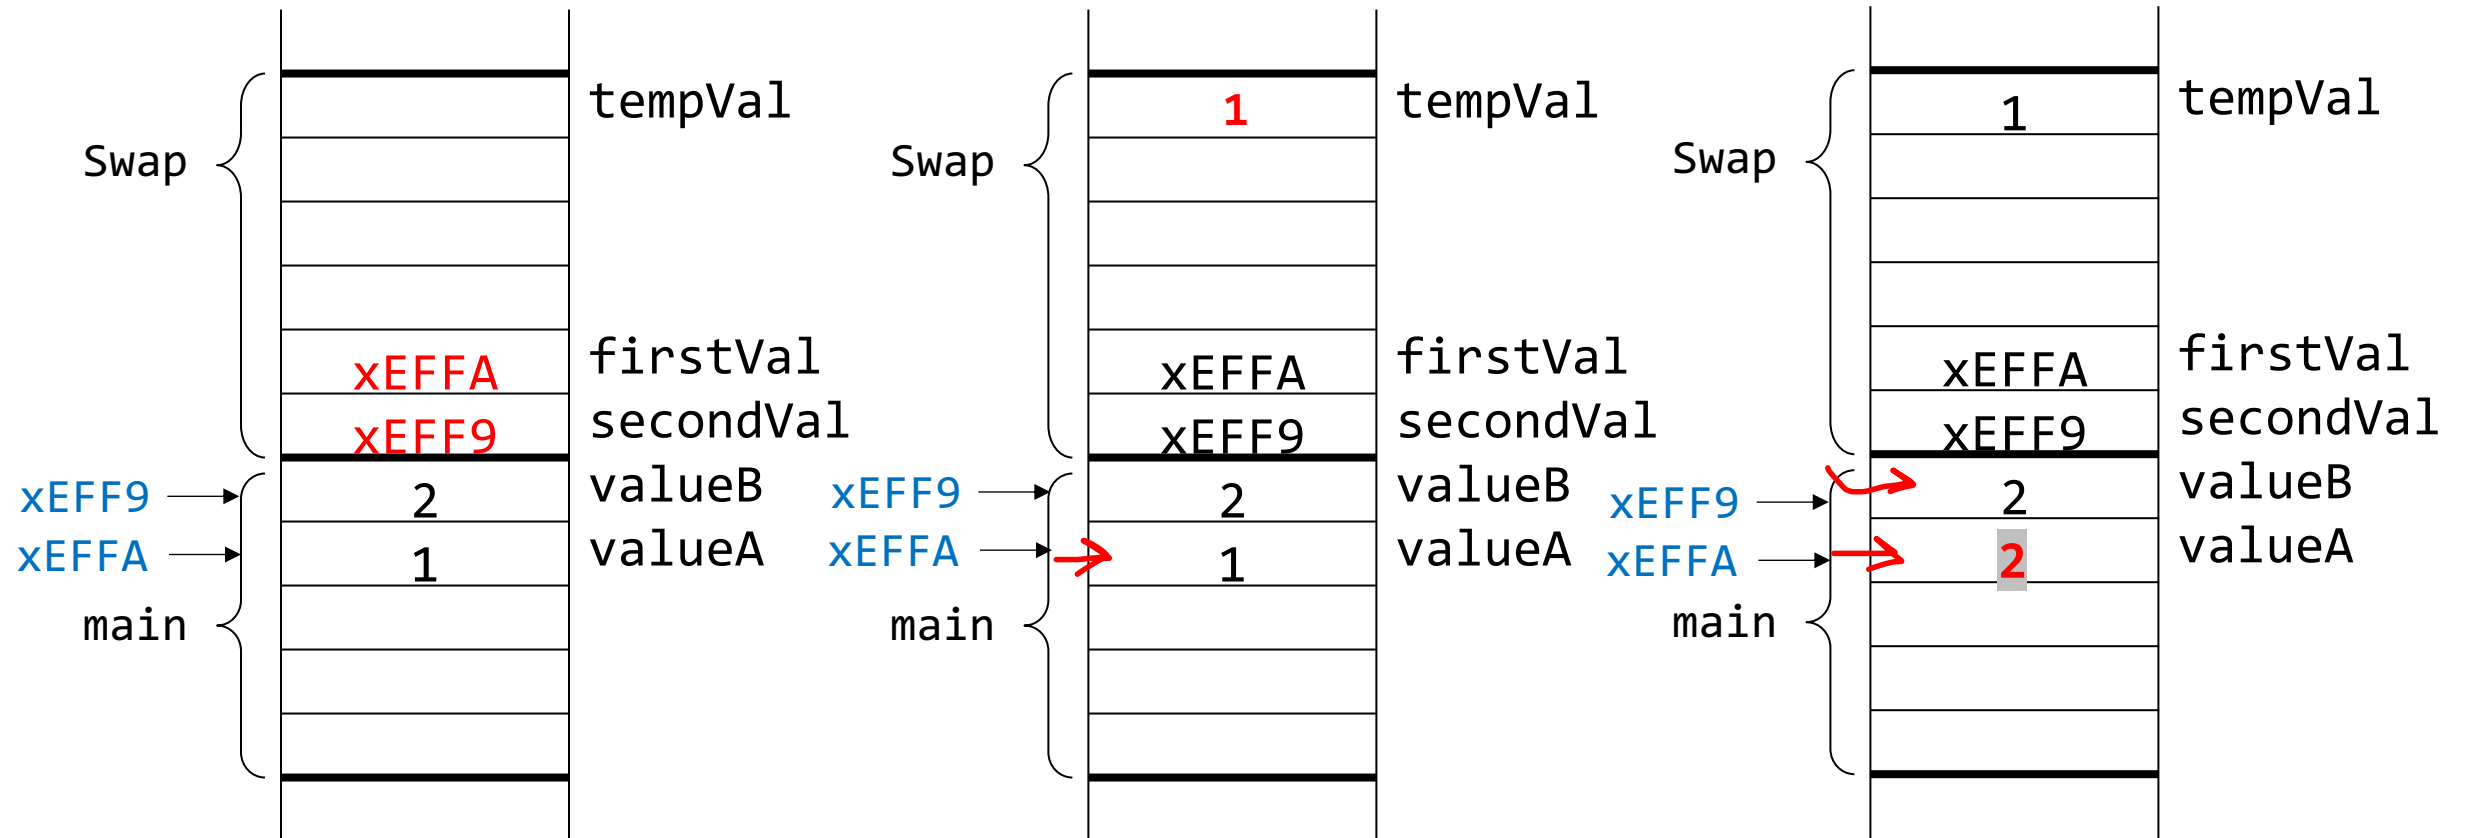 tempVal
Swap
xEFFA firstVal
xEFF9 secondVal
xEFF9 2 valueB
xEFFA 1 valueA
main
1 tempVal
Swap
xEFFA firstVal
xEFF9 secondVal
xEFF9 2 valueB
xEFFA 1 valueA
main
1 tempVal
Swap
xEFFA firstVal
xEFF9 secondVal
xEFF9 2 valueB
xEFFA 2 valueA
main